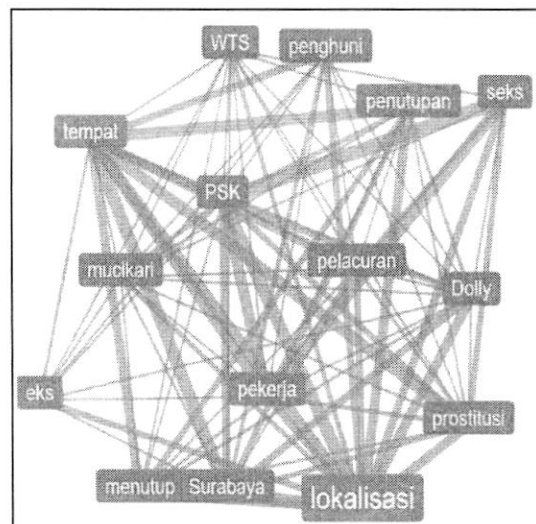 WTS
penghuni
seks
penutupan
tempat
PSK
mucikari
pelacuran
Dolly
eks
pekerja
prostitusi
menutup
Surabaya
lokalisasi